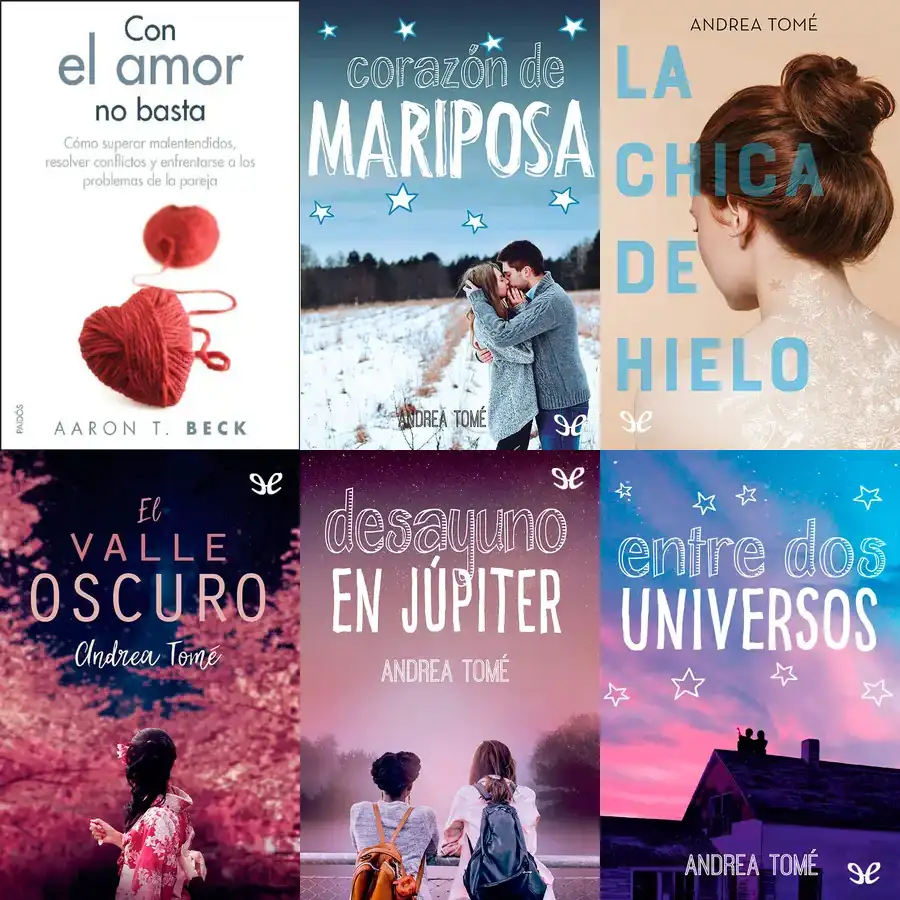 Con
el amor
no basta
Cómo superar malentendidos,
resolver conflictos y enfrentarse a los
problemas de la pareja
PAIDÓS
AARON T. BECK
corazón de
MARIPOSA
ANDREA TOMÉ
ANDREA TOMÉ
LA
CHICA
DE
HIELO
El
VALLE
OSCURO
Andrea Tomé
desayuno
EN JÚPITER
ANDREA TOMÉ
entre dos
UNIVERSOS
ANDREA TOMÉ